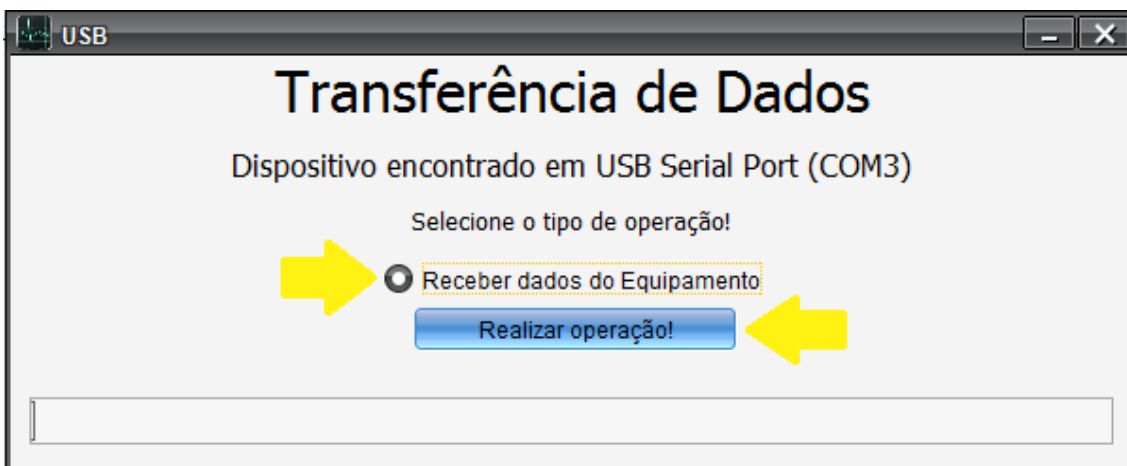 USB
Transferência de Dados
Dispositivo encontrado em USB Serial Port (COM3)
Selecione o tipo de operação!
Receber dados do Equipamento
Realizar operação!